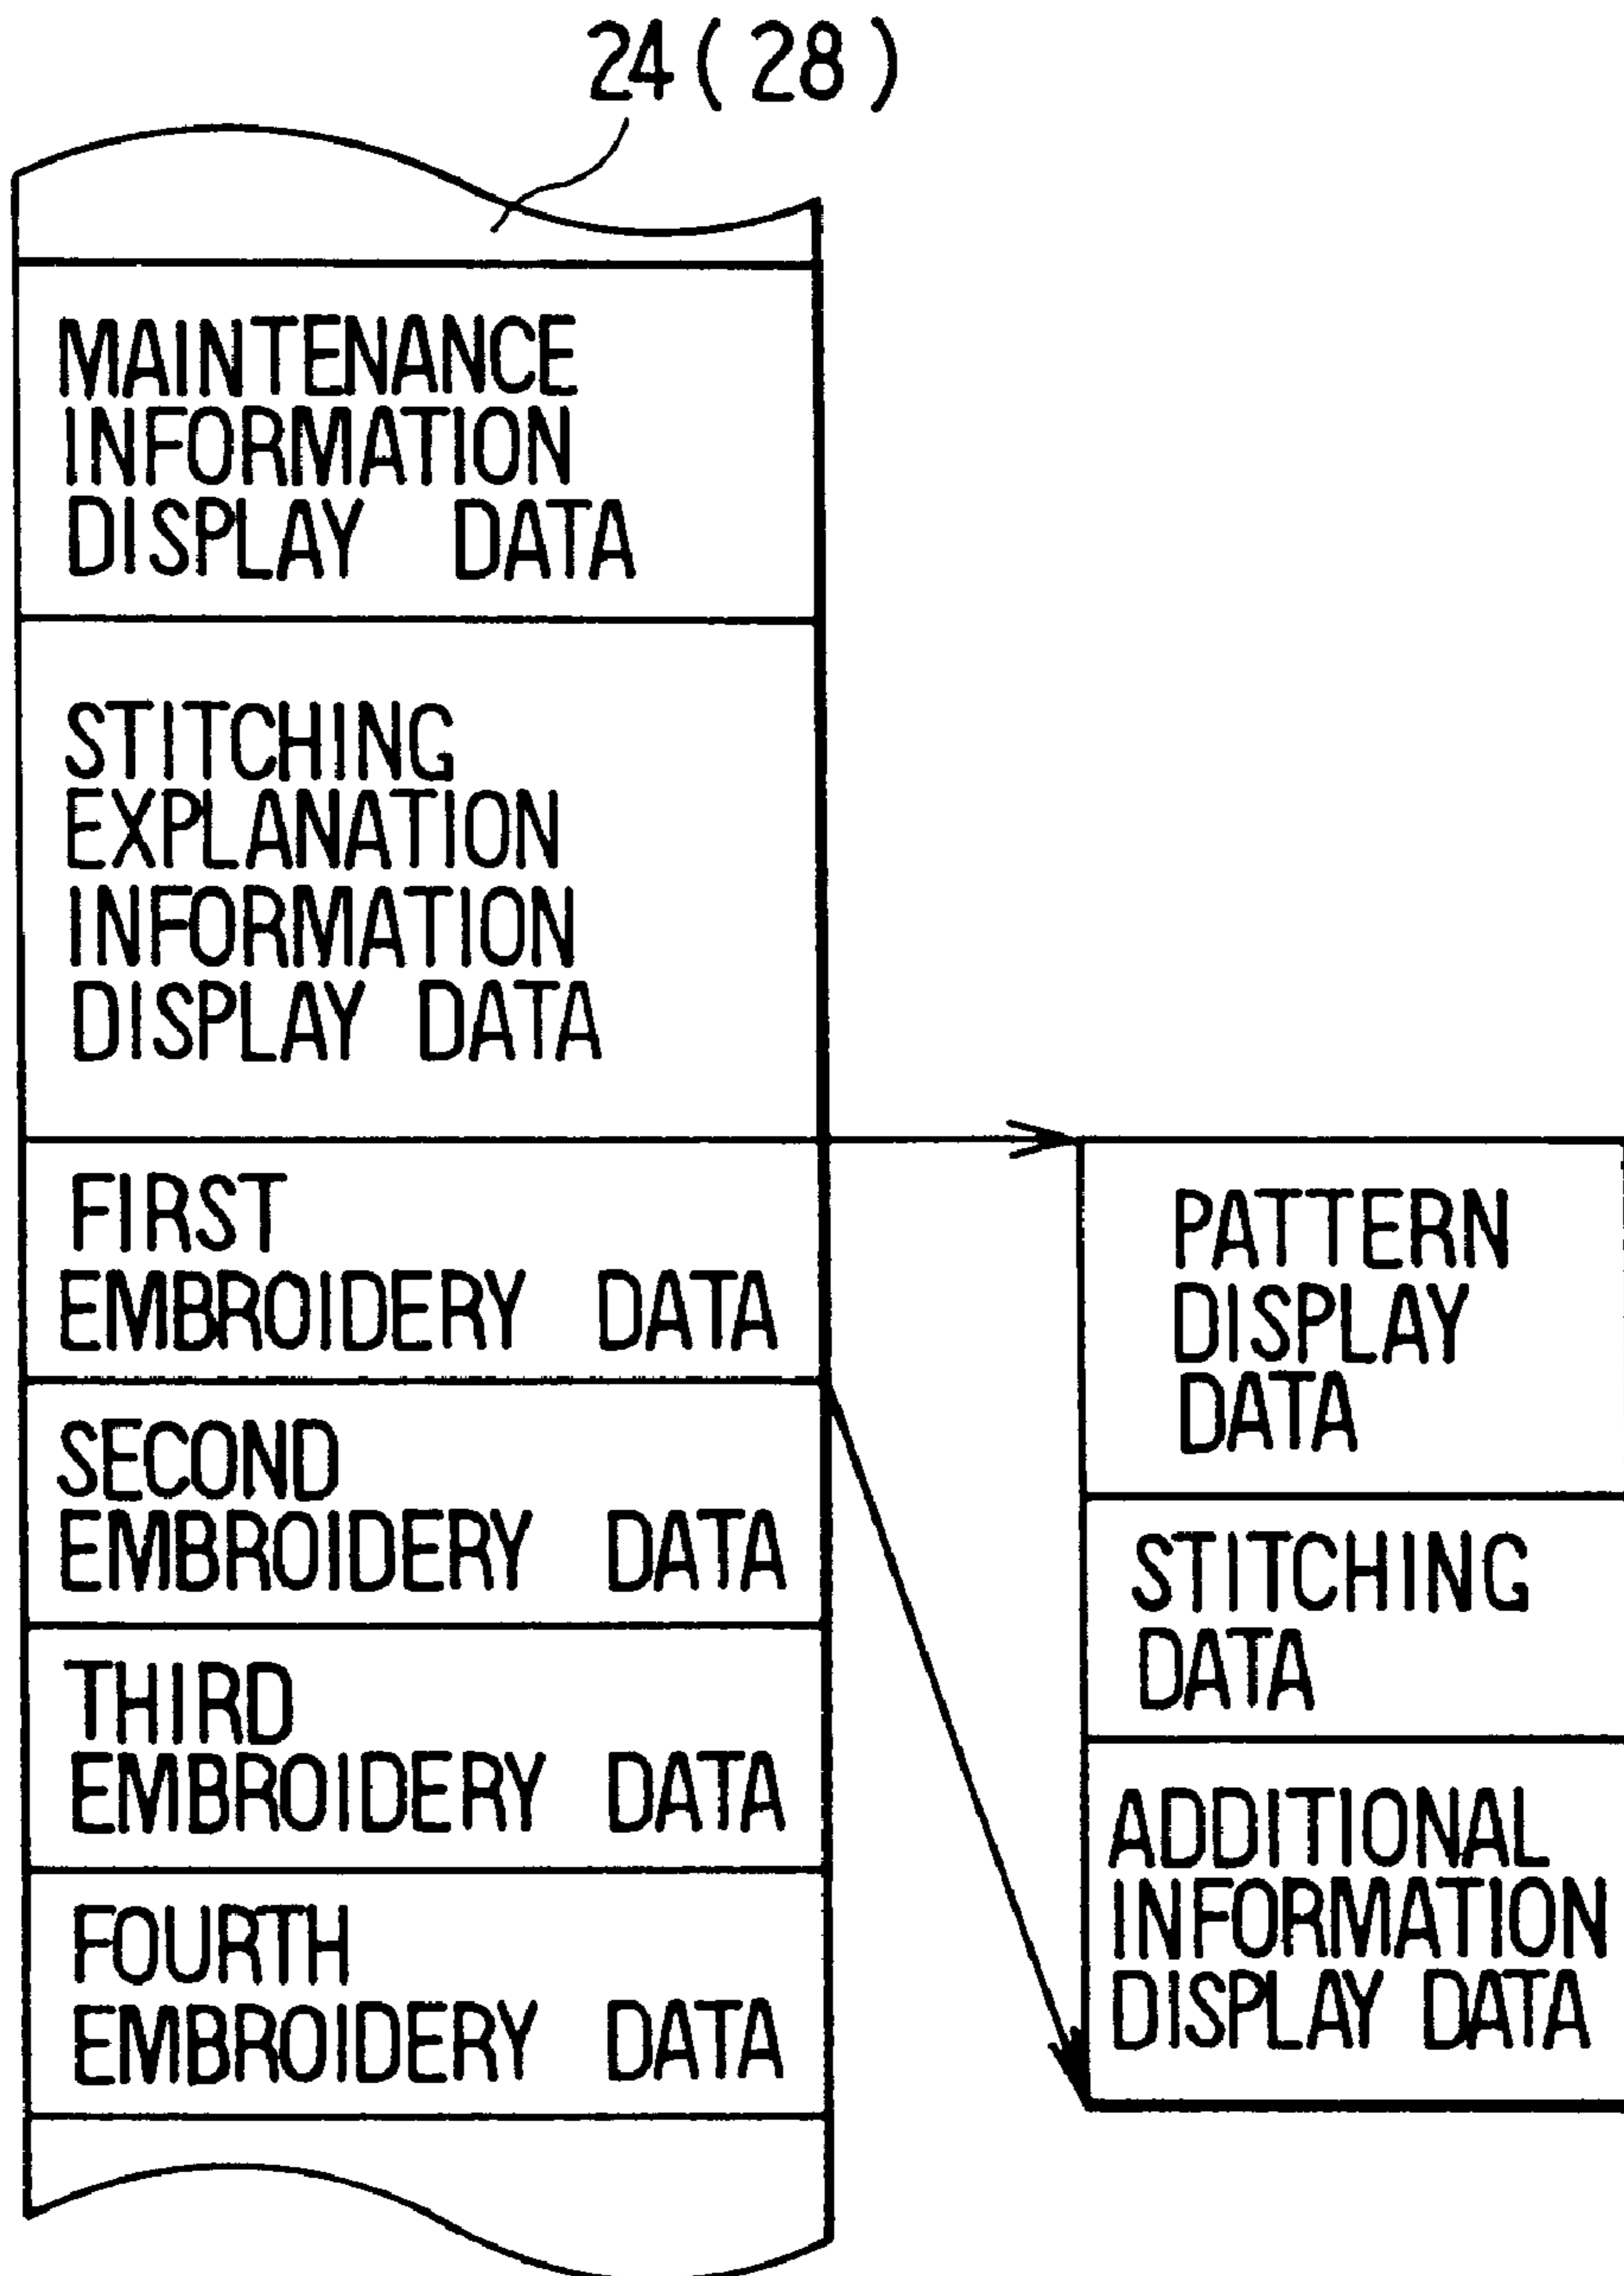 24(28)
MAINTENANCE
INFORMATION
DISPLAY DATA
STITCHING
EXPLANATION
INFORMATION
DISPLAY DATA
FIRST
EMBROIDERY DATA
SECOND
EMBROIDERY DATA
THIRD
EMBROIDERY DATA
FOURTH
EMBROIDERY DATA
PATTERN
DISPLAY
DATA
STITCHING
DATA
ADDITIONAL
INFORMATION
DISPLAY DATA